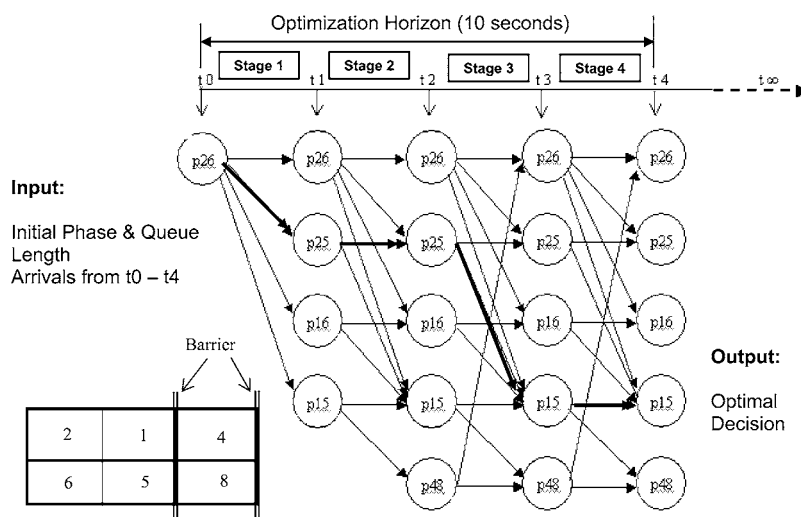 Optimization Horizon (10 seconds)
Stage 1 Stage 2 Stage 3 Stage 4
t0 t1 t2 t3 t4 t∞
p26 p26 p26 p26 p26
Input:
Initial Phase & Queue
Length
Arrivals from t0 – t4
p25 p25 p25 p25
p16 p16 p16 p16
Barrier
Output:
Optimal
Decision
p15 p15 p15 p15
2 1 4
6 5 8
p48 p48 p48